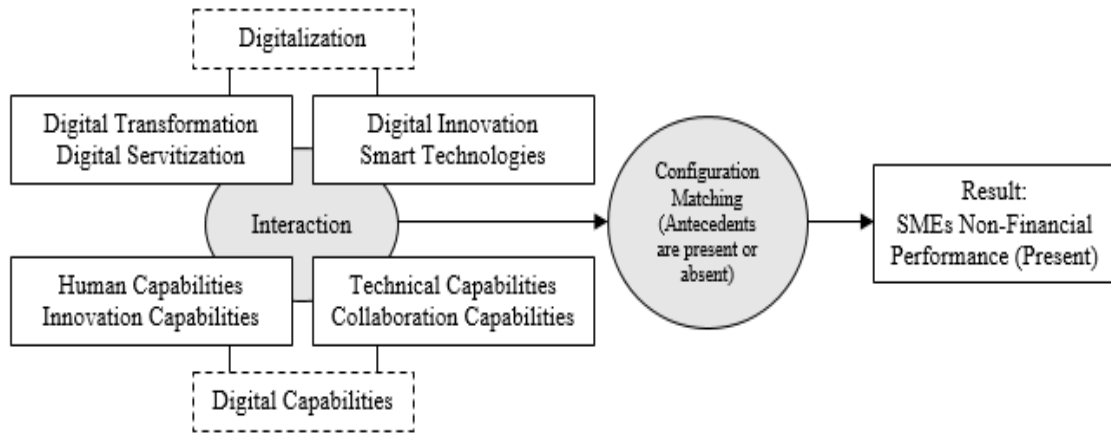 Digitalization
Digital Transformation
Digital Servitization
Digital Innovation
Smart Technologies
Interaction
Human Capabilities
Innovation Capabilities
Technical Capabilities
Collaboration Capabilities
Digital Capabilities
Configuration
Matching
(Antecedents
are present or
absent)
Result:
SMEs Non-Financial
Performance (Present)